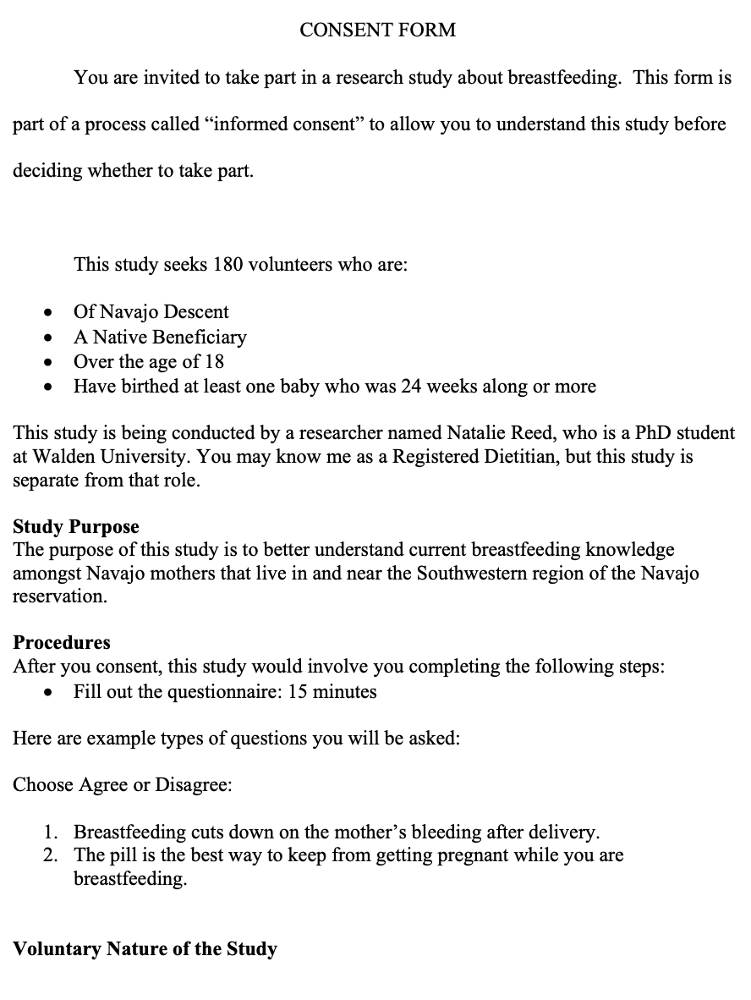 CONSENT FORM
You are invited to take part in a research study about breastfeeding.  This form is
part of a process called “informed consent” to allow you to understand this study before
deciding whether to take part.
This study seeks 180 volunteers who are:
• Of Navajo Descent
• A Native Beneficiary
• Over the age of 18
• Have birthed at least one baby who was 24 weeks along or more
This study is being conducted by a researcher named Natalie Reed, who is a PhD student
at Walden University. You may know me as a Registered Dietitian, but this study is
separate from that role.
Study Purpose
The purpose of this study is to better understand current breastfeeding knowledge
amongst Navajo mothers that live in and near the Southwestern region of the Navajo
reservation.
Procedures
After you consent, this study would involve you completing the following steps:
• Fill out the questionnaire: 15 minutes
Here are example types of questions you will be asked:
Choose Agree or Disagree:
1. Breastfeeding cuts down on the mother’s bleeding after delivery.
2. The pill is the best way to keep from getting pregnant while you are
breastfeeding.
Voluntary Nature of the Study